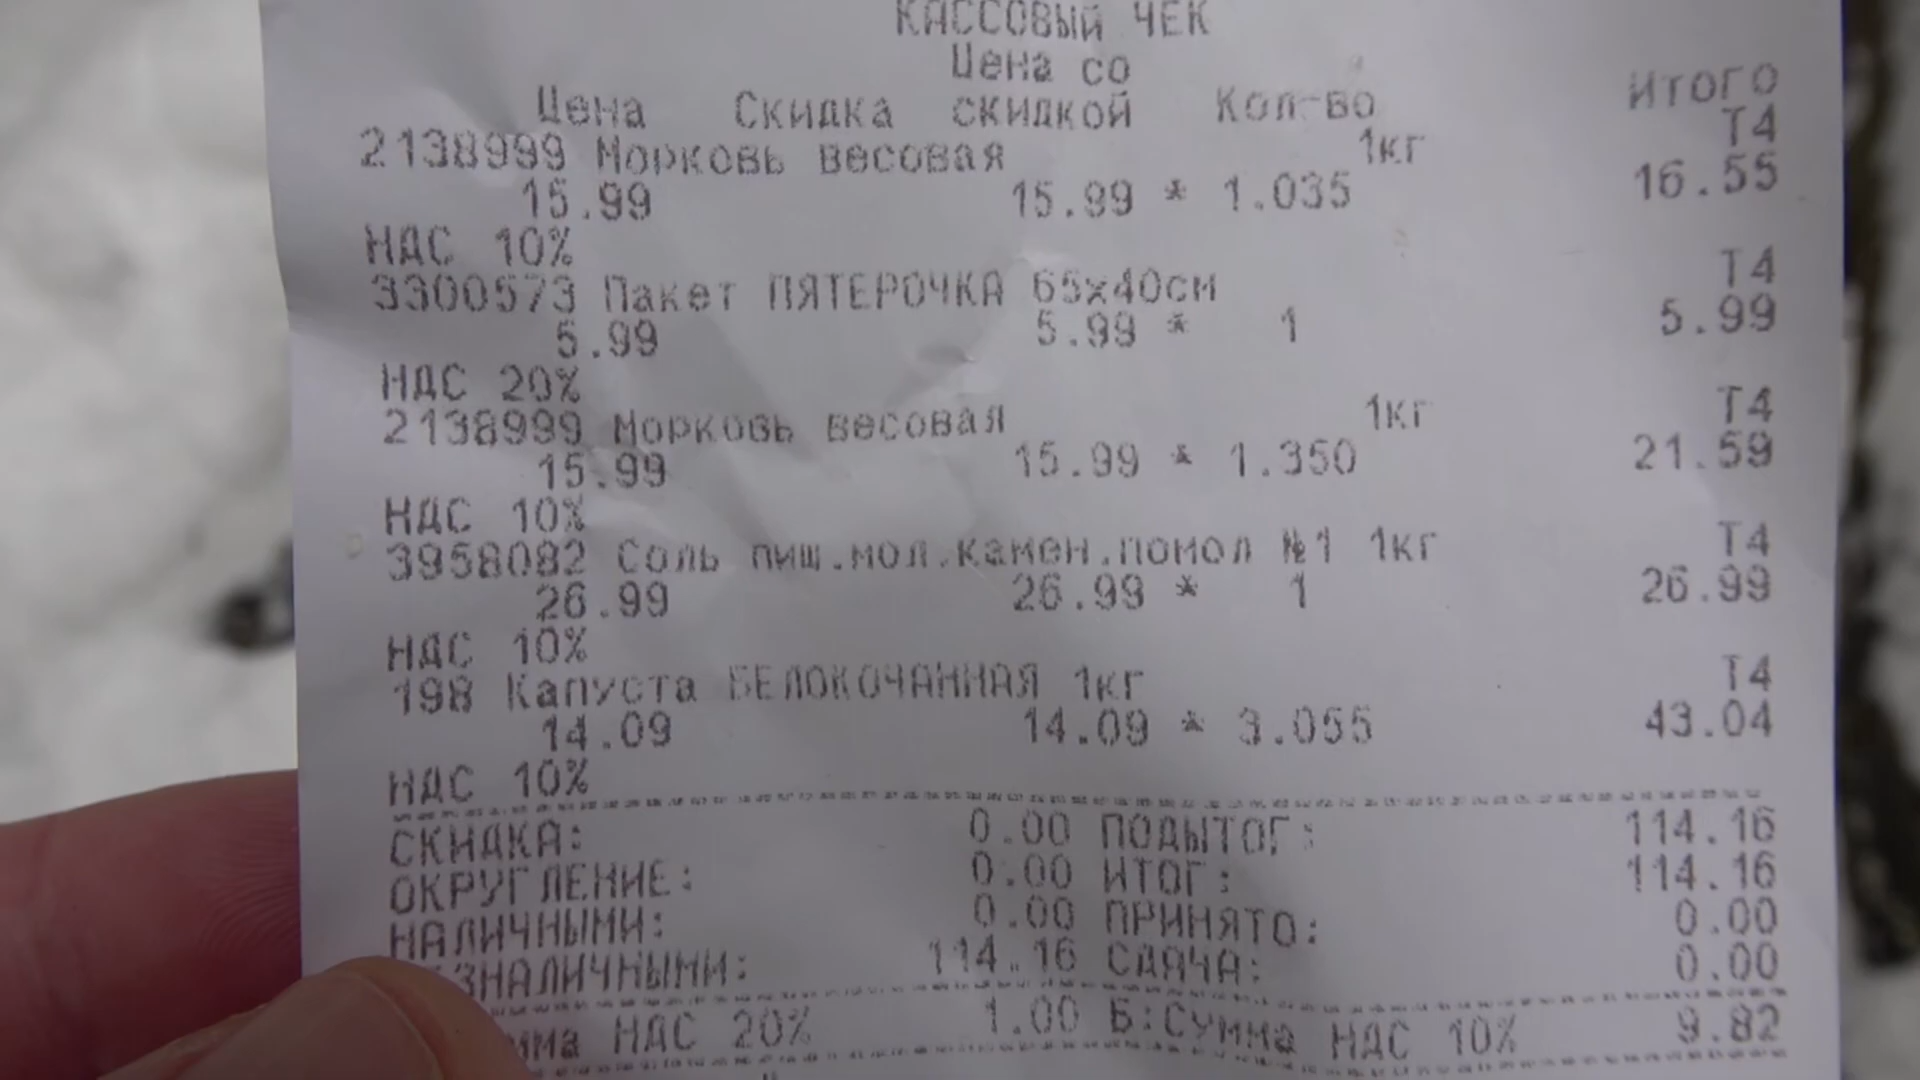 КАССОВЫЙ ЧЕК
Цена со
Цена Скидка скидкой Кол-во ИТОГО
2138999 Морковь весовая 1кг Т4
15.99 15.99 * 1.035 16.55
НДС 10%
3300573 Пакет ПЯТЕРОЧКА 65х40см Т4
5.99 5.99 * 1 5.99
НДС 20%
2138999 Морковь весовая 1кг Т4
15.99 15.99 * 1.350 21.59
НДС 10%
3958082 Соль пищ.мол.камен.помол №1 1кг Т4
26.99 26.99 * 1 26.99
НДС 10%
198 Капуста БЕЛОКОЧАННАЯ 1кг Т4
14.09 14.09 * 3.055 43.04
НДС 10%
СКИДКА: 0.00 ПОДЫТОГ: 114.16
ОКРУГЛЕНИЕ: 0.00 ИТОГ: 114.16
НАЛИЧНЫМИ: 0.00 ПРИНЯТО: 0.00
ЗНАЛИЧНЫМИ: 114.16 СДАЧА: 0.00
мма НДС 20% 1.00 Б:Сумма НДС 10% 9.82